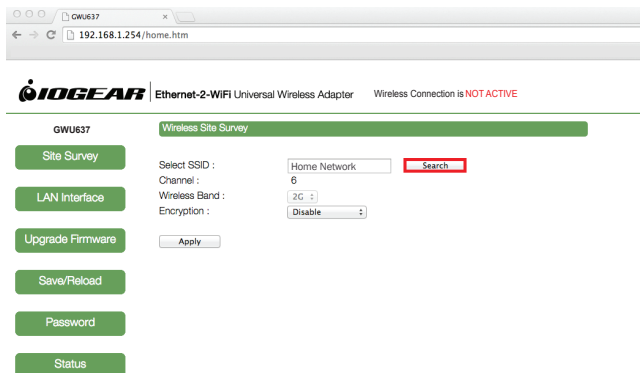 GWU637
192.168.1.254/home.htm
IOGEAR Ethernet-2-WiFi Universal Wireless Adapter Wireless Connection is NOT ACTIVE
GWU637
Wireless Site Survey
Site Survey
Select SSID : Home Network Search
Channel : 6
LAN Interface
Wireless Band : 2G
Encryption : Disable
Upgrade Firmware
Apply
Save/Reload
Password
Status